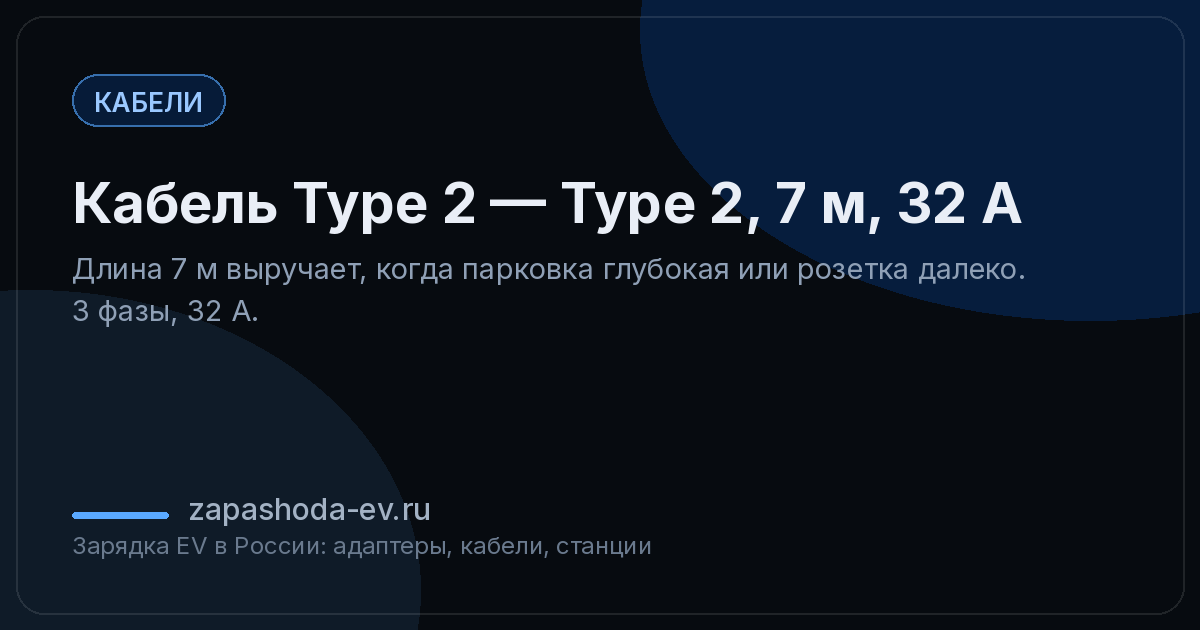 КАБЕЛИ
Кабель Type 2 — Type 2, 7 м, 32 А
Длина 7 м выручает, когда парковка глубокая или розетка далеко.
3 фазы, 32 А.
zapashoda-ev.ru
Зарядка EV в России: адаптеры, кабели, станции